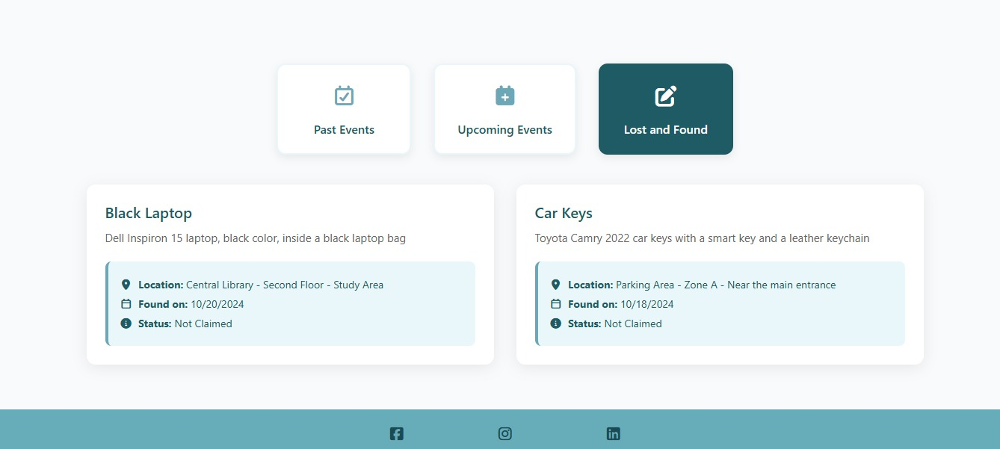 Past Events
Upcoming Events
Lost and Found
Black Laptop
Dell Inspiron 15 laptop, black color, inside a black laptop bag
Location: Central Library - Second Floor - Study Area
Found on: 10/20/2024
Status: Not Claimed
Car Keys
Toyota Camry 2022 car keys with a smart key and a leather keychain
Location: Parking Area - Zone A - Near the main entrance
Found on: 10/18/2024
Status: Not Claimed